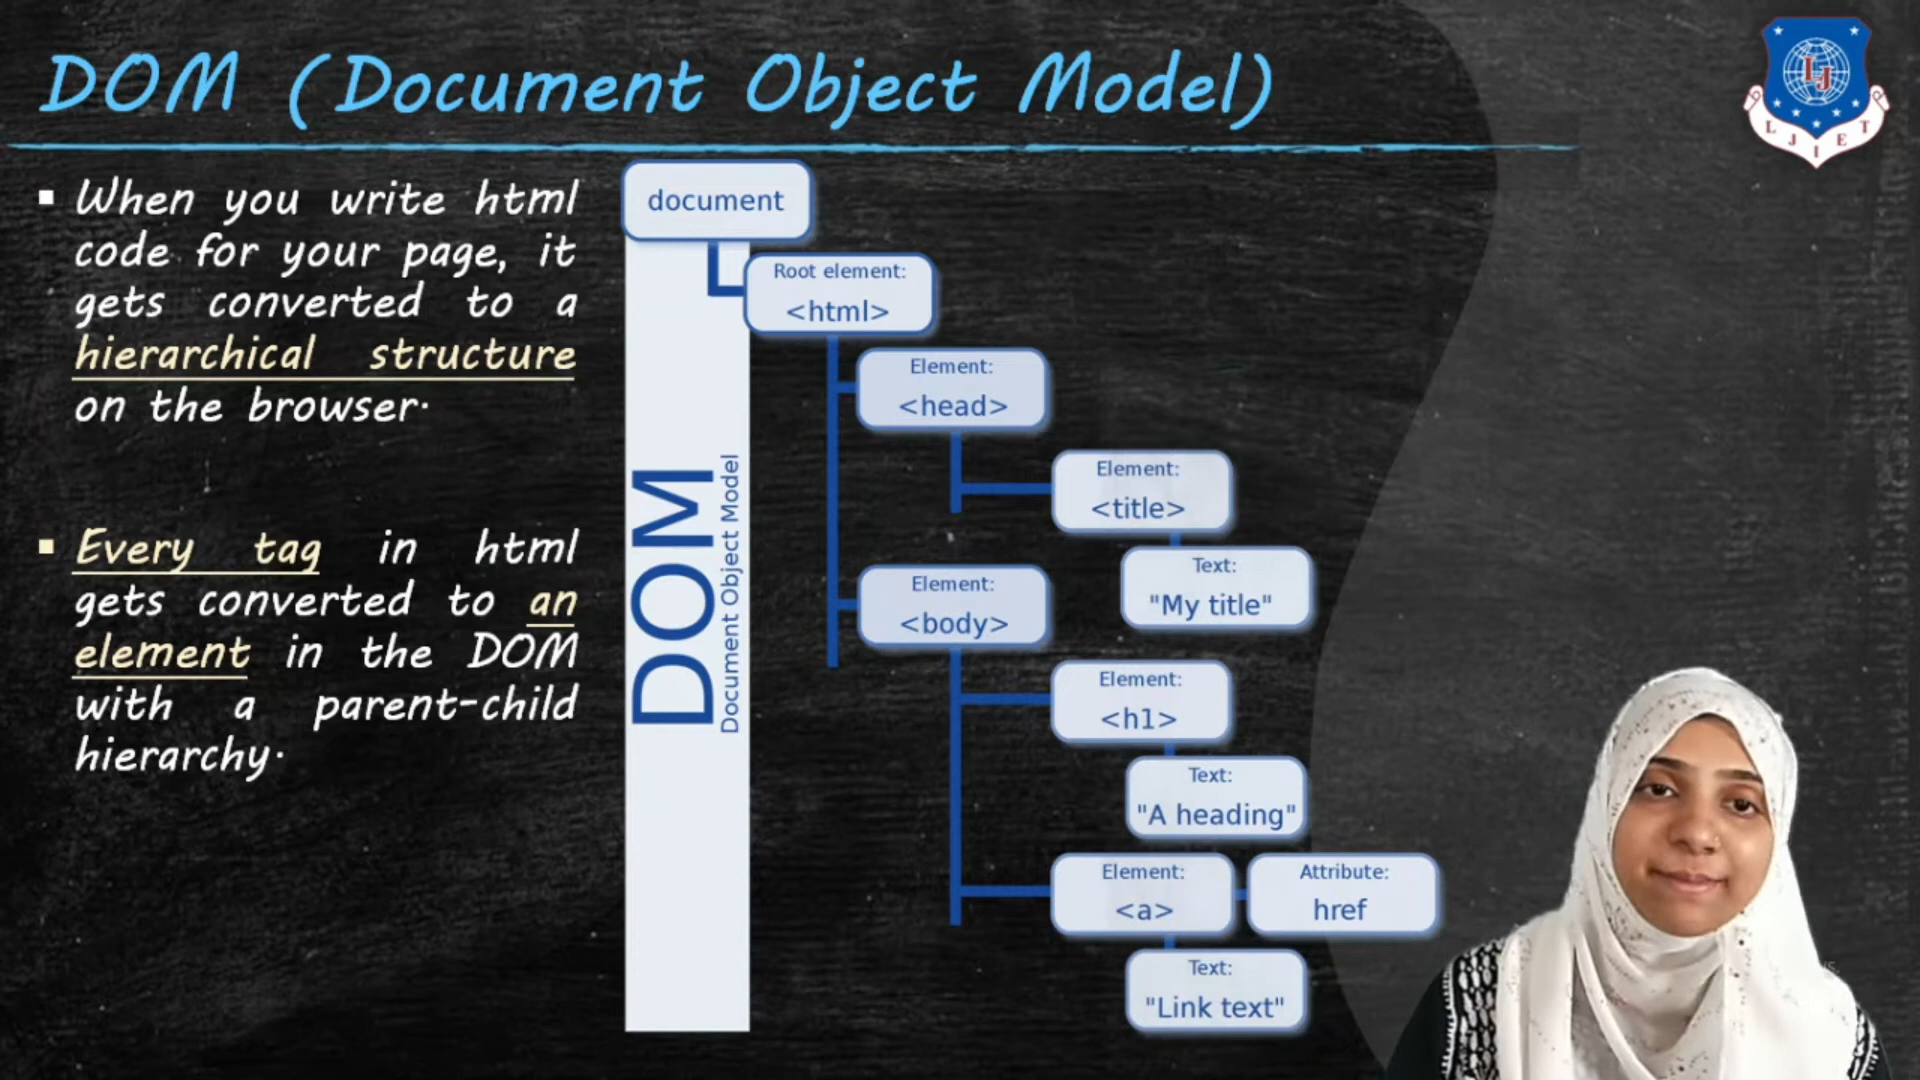 DOM (Document Object Model)
LJ
L J I E T
▪ When you write html
code for your page, it
gets converted to a
hierarchical structure
on the browser.
▪ Every tag in html
gets converted to an
element in the DOM
with a parent-child
hierarchy.
DOM
Document Object Model
document
Root element:
<html>
Element:
<head>
Element:
<title>
Text:
"My title"
Element:
<body>
Element:
<h1>
Text:
"A heading"
Element:
<a>
Attribute:
href
Text:
"Link text"